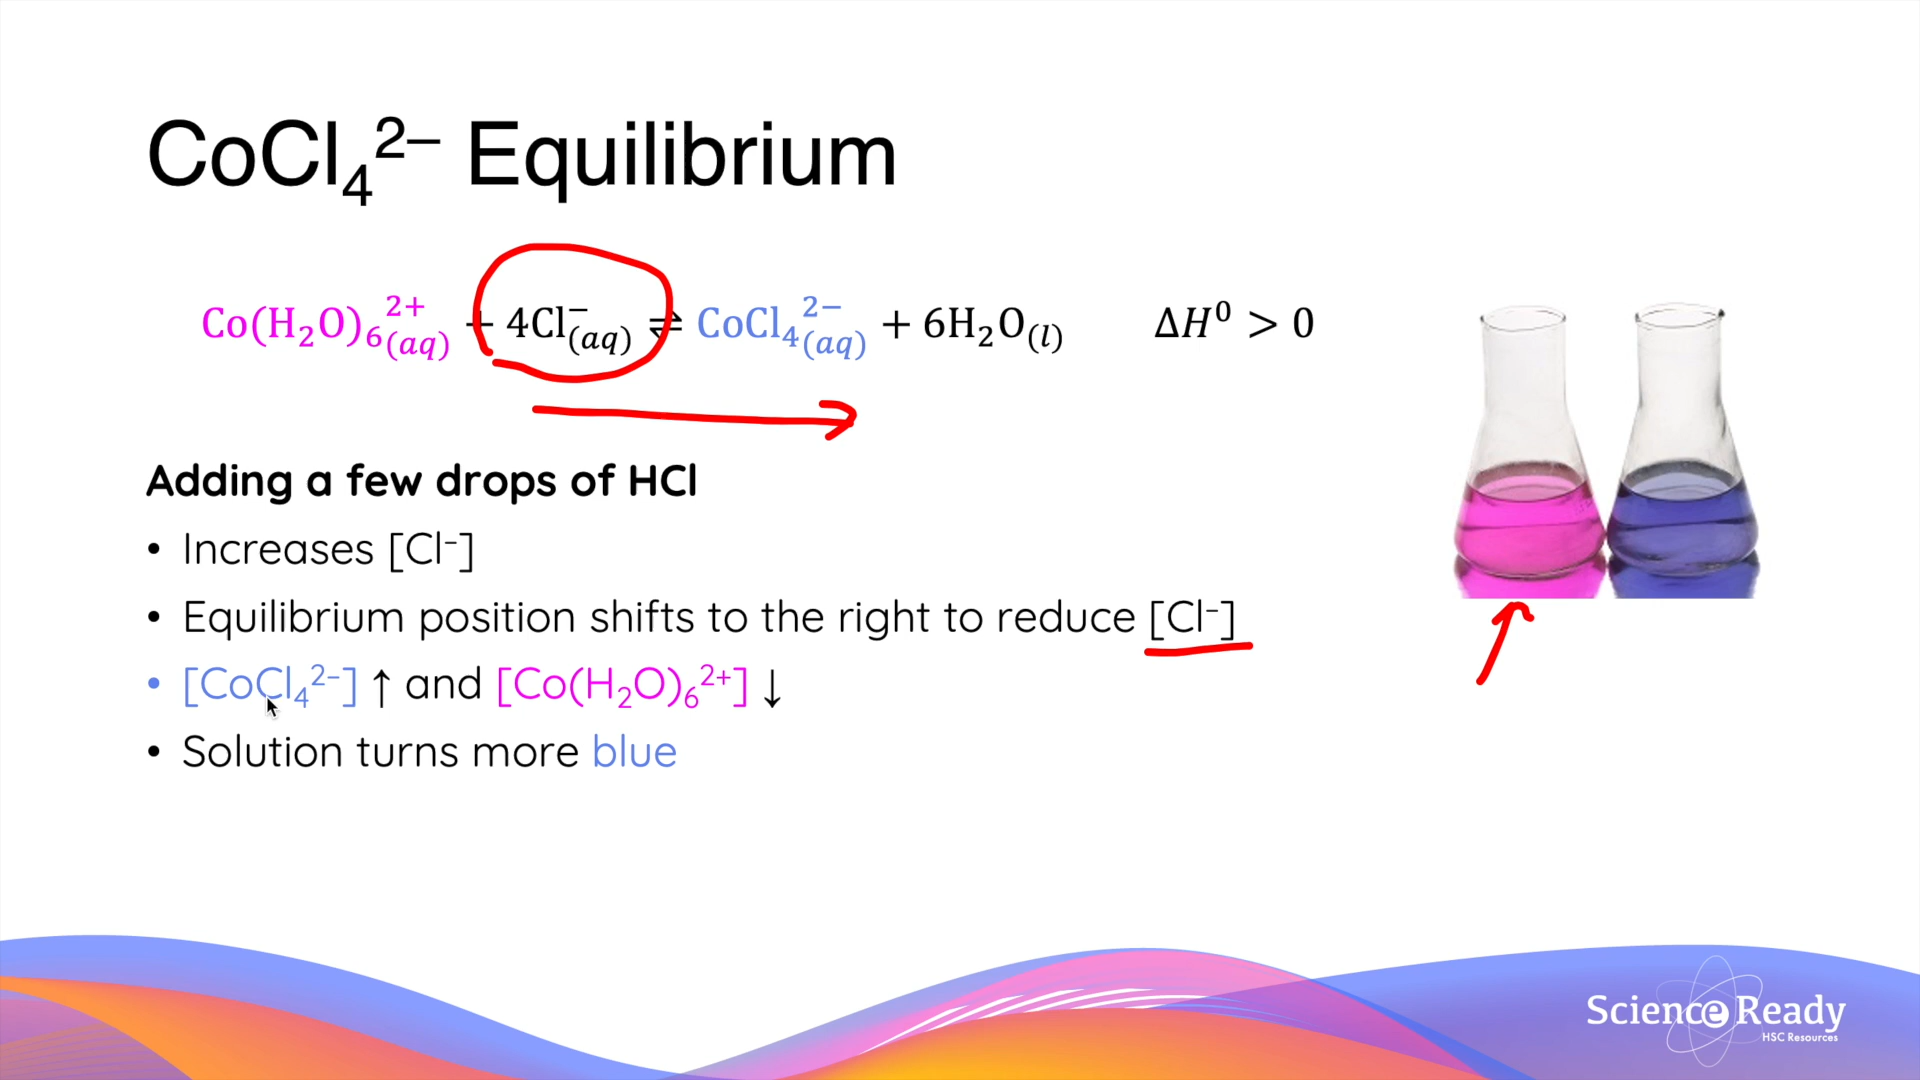 CoCl₄²⁻ Equilibrium
Co(H₂O)₆²⁺(aq) + 4Cl⁻(aq) ⇌ CoCl₄²⁻(aq) + 6H₂O(l) ΔH⁰ > 0
Adding a few drops of HCl
• Increases [Cl⁻]
• Equilibrium position shifts to the right to reduce [Cl⁻]
• [CoCl₄²⁻] ↑ and [Co(H₂O)₆²⁺] ↓
• Solution turns more blue
Science Ready
HSC Resources